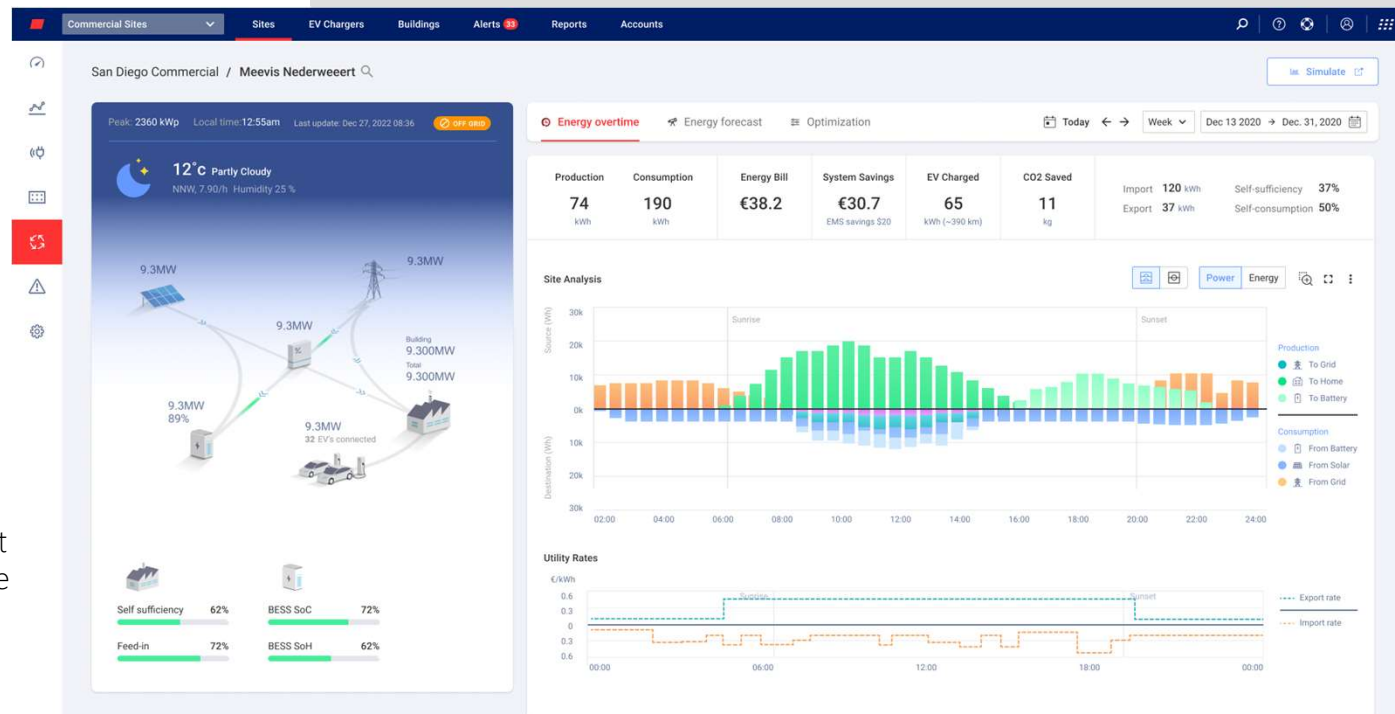 Commercial Sites
Sites
EV Chargers
Buildings
Alerts 33
Reports
Accounts
San Diego Commercial / Meevis Nederweeert
Simulate
Peak: 2360 kWp Local time:12:55am Last update: Dec 27, 2022 08:36 OFF GRID
12°c Partly Cloudy
NNW, 7.90/h Humidity 25 %
9.3MW
9.3MW
9.3MW
Building
9.300MW
Total
9.300MW
9.3MW
89%
9.3MW
32 EV's connected
Self sufficiency 62%
BESS SoC 72%
Feed-in 72%
BESS SoH 62%
Energy overtime
Energy forecast
Optimization
Today
Week
Dec 13 2020 → Dec. 31, 2020
Production
74
kWh
Consumption
190
kWh
Energy Bill
€38.2
System Savings
€30.7
EMS savings $20
EV Charged
65
kWh (~390 km)
CO2 Saved
11
kg
Import 120 kWh
Export 37 kWh
Self-sufficiency 37%
Self-consumption 50%
Site Analysis
Power
Energy
Source (Wh)
Destination (Wh)
30k
20k
10k
0k
10k
20k
30k
Sunrise
Sunset
02:00 04:00 06:00 08:00 10:00 12:00 14:00 16:00 18:00 20:00 22:00 24:00
Production
To Grid
To Home
To Battery
Consumption
From Battery
From Solar
From Grid
Utility Rates
€/kWh
0.6
0.3
0
0.3
0.6
Sunrise
Sunset
00:00 06:00 12:00 18:00 00:00
Export rate
Import rate
t
e